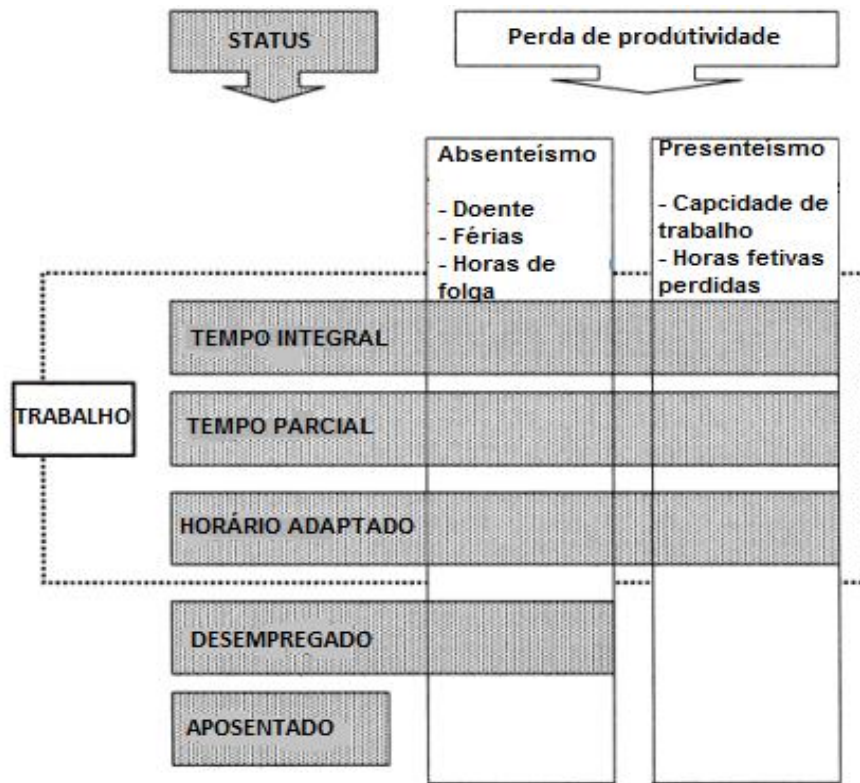 STATUS
Perda de produtividade
Absenteísmo
- Doente
- Férias
- Horas de
folga
Presenteísmo
- Capcidade de
trabalho
- Horas fetivas
perdidas
TRABALHO
TEMPO INTEGRAL
TEMPO PARCIAL
HORÁRIO ADAPTADO
DESEMPREGADO
APOSENTADO